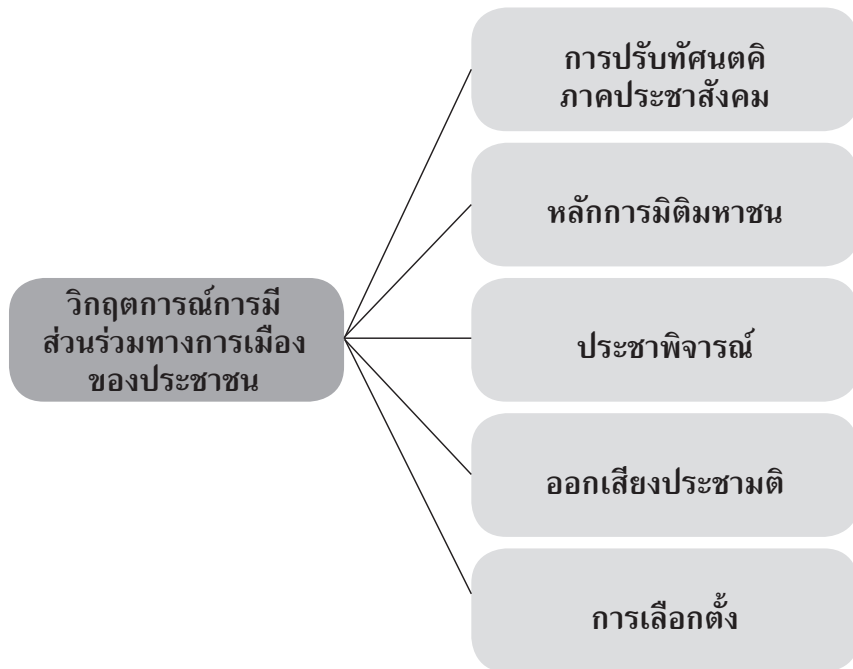 การปรับทัศนตคิ
ภาคประชาสังคม
หลักการมิติมหาชน
วิกฤตการณ์การมี
ส่วนร่วมทางการเมือง
ของประชาชน
ประชาพิจารณ์
ออกเสียงประชามติ
การเลือกตั้ง